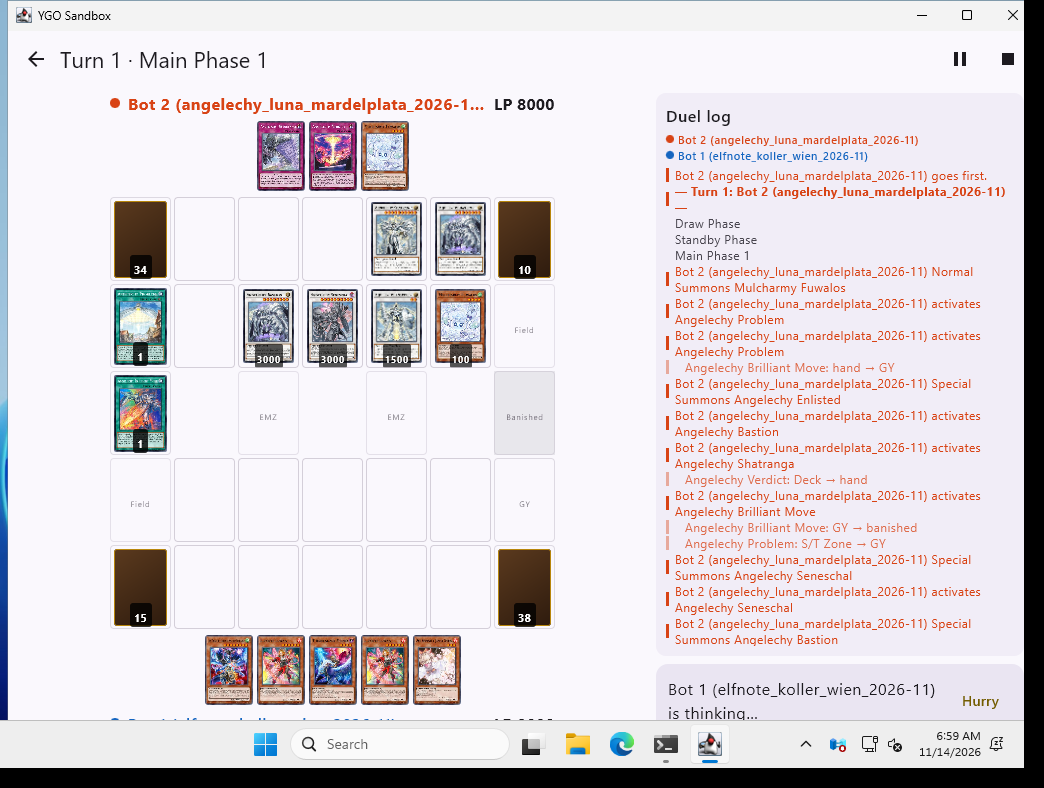 YGO Sandbox
Turn 1 · Main Phase 1
Bot 2 (angelechy_luna_mardelplata_2026-1... LP 8000
34
10
1
3000
3000
1500
100
Field
1
EMZ
EMZ
Banished
Field
GY
15
38
Duel log
Bot 2 (angelechy_luna_mardelplata_2026-11)
Bot 1 (elfnote_koller_wien_2026-11)
Bot 2 (angelechy_luna_mardelplata_2026-11) goes first.
— Turn 1: Bot 2 (angelechy_luna_mardelplata_2026-11)
—
Draw Phase
Standby Phase
Main Phase 1
Bot 2 (angelechy_luna_mardelplata_2026-11) Normal
Summons Mulcharmy Fuwalos
Bot 2 (angelechy_luna_mardelplata_2026-11) activates
Angelechy Problem
Bot 2 (angelechy_luna_mardelplata_2026-11) activates
Angelechy Problem
Angelechy Brilliant Move: hand → GY
Bot 2 (angelechy_luna_mardelplata_2026-11) Special
Summons Angelechy Enlisted
Bot 2 (angelechy_luna_mardelplata_2026-11) activates
Angelechy Bastion
Bot 2 (angelechy_luna_mardelplata_2026-11) activates
Angelechy Shatranga
Angelechy Verdict: Deck → hand
Bot 2 (angelechy_luna_mardelplata_2026-11) activates
Angelechy Brilliant Move
Angelechy Brilliant Move: GY → banished
Angelechy Problem: S/T Zone → GY
Bot 2 (angelechy_luna_mardelplata_2026-11) Special
Summons Angelechy Seneschal
Bot 2 (angelechy_luna_mardelplata_2026-11) activates
Angelechy Seneschal
Bot 2 (angelechy_luna_mardelplata_2026-11) Special
Summons Angelechy Bastion
Bot 1 (elfnote_koller_wien_2026-11)
is thinking...
Hurry
Search
6:59 AM
11/14/2026